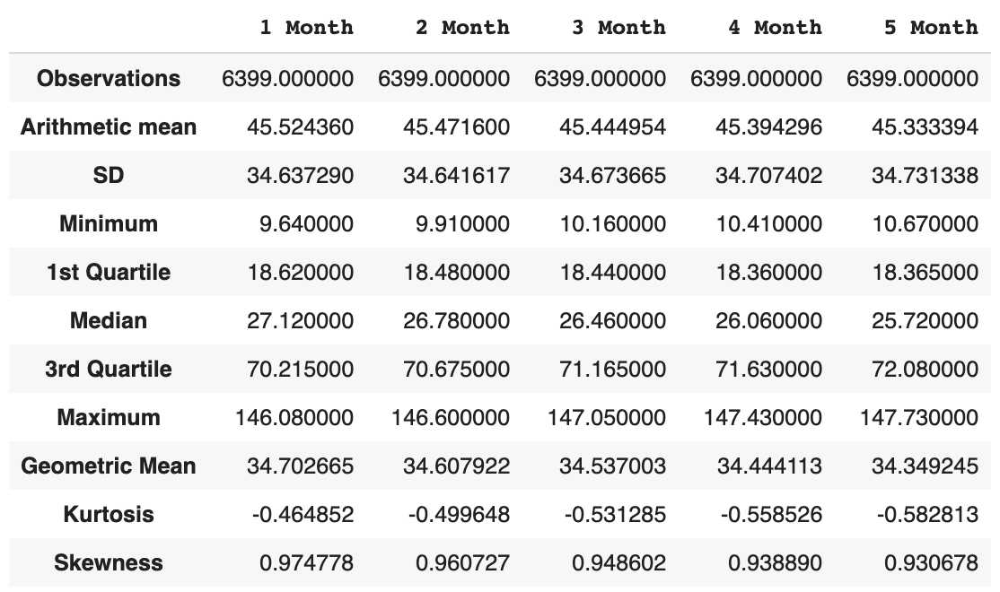 1 Month 2 Month 3 Month 4 Month 5 Month
Observations 6399.000000 6399.000000 6399.000000 6399.000000 6399.000000
Arithmetic mean 45.524360 45.471600 45.444954 45.394296 45.333394
SD 34.637290 34.641617 34.673665 34.707402 34.731338
Minimum 9.640000 9.910000 10.160000 10.410000 10.670000
1st Quartile 18.620000 18.480000 18.440000 18.360000 18.365000
Median 27.120000 26.780000 26.460000 26.060000 25.720000
3rd Quartile 70.215000 70.675000 71.165000 71.630000 72.080000
Maximum 146.080000 146.600000 147.050000 147.430000 147.730000
Geometric Mean 34.702665 34.607922 34.537003 34.444113 34.349245
Kurtosis -0.464852 -0.499648 -0.531285 -0.558526 -0.582813
Skewness 0.974778 0.960727 0.948602 0.938890 0.930678